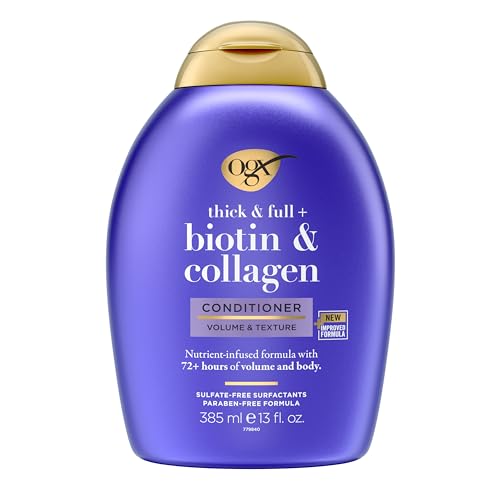 ogx
thick & full +
biotin &
collagen
CONDITIONER
VOLUME & TEXTURE
NEW
IMPROVED
FORMULA
Nutrient-infused formula with
72+ hours of volume and body.
SULFATE-FREE SURFACTANTS
PARABEN-FREE FORMULA
385 ml ℮ 13 fl. oz.
779240